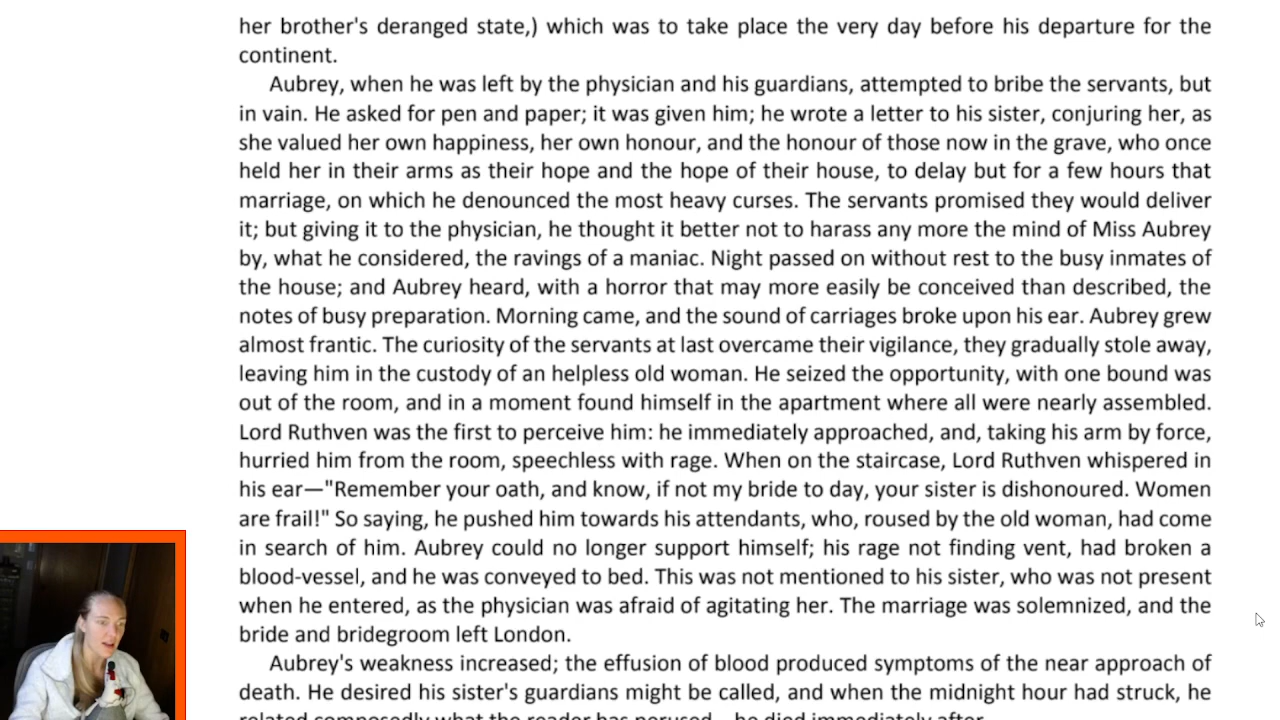 her brother's deranged state,) which was to take place the very day before his departure for the
continent.
Aubrey, when he was left by the physician and his guardians, attempted to bribe the servants, but
in vain. He asked for pen and paper; it was given him; he wrote a letter to his sister, conjuring her, as
she valued her own happiness, her own honour, and the honour of those now in the grave, who once
held her in their arms as their hope and the hope of their house, to delay but for a few hours that
marriage, on which he denounced the most heavy curses. The servants promised they would deliver
it; but giving it to the physician, he thought it better not to harass any more the mind of Miss Aubrey
by, what he considered, the ravings of a maniac. Night passed on without rest to the busy inmates of
the house; and Aubrey heard, with a horror that may more easily be conceived than described, the
notes of busy preparation. Morning came, and the sound of carriages broke upon his ear. Aubrey grew
almost frantic. The curiosity of the servants at last overcame their vigilance, they gradually stole away,
leaving him in the custody of an helpless old woman. He seized the opportunity, with one bound was
out of the room, and in a moment found himself in the apartment where all were nearly assembled.
Lord Ruthven was the first to perceive him: he immediately approached, and, taking his arm by force,
hurried him from the room, speechless with rage. When on the staircase, Lord Ruthven whispered in
his ear—"Remember your oath, and know, if not my bride to day, your sister is dishonoured. Women
are frail!" So saying, he pushed him towards his attendants, who, roused by the old woman, had come
in search of him. Aubrey could no longer support himself; his rage not finding vent, had broken a
blood-vessel, and he was conveyed to bed. This was not mentioned to his sister, who was not present
when he entered, as the physician was afraid of agitating her. The marriage was solemnized, and the
bride and bridegroom left London.
Aubrey's weakness increased; the effusion of blood produced symptoms of the near approach of
death. He desired his sister's guardians might be called, and when the midnight hour had struck, he
related composedly what the reader has perused—he died immediately after.